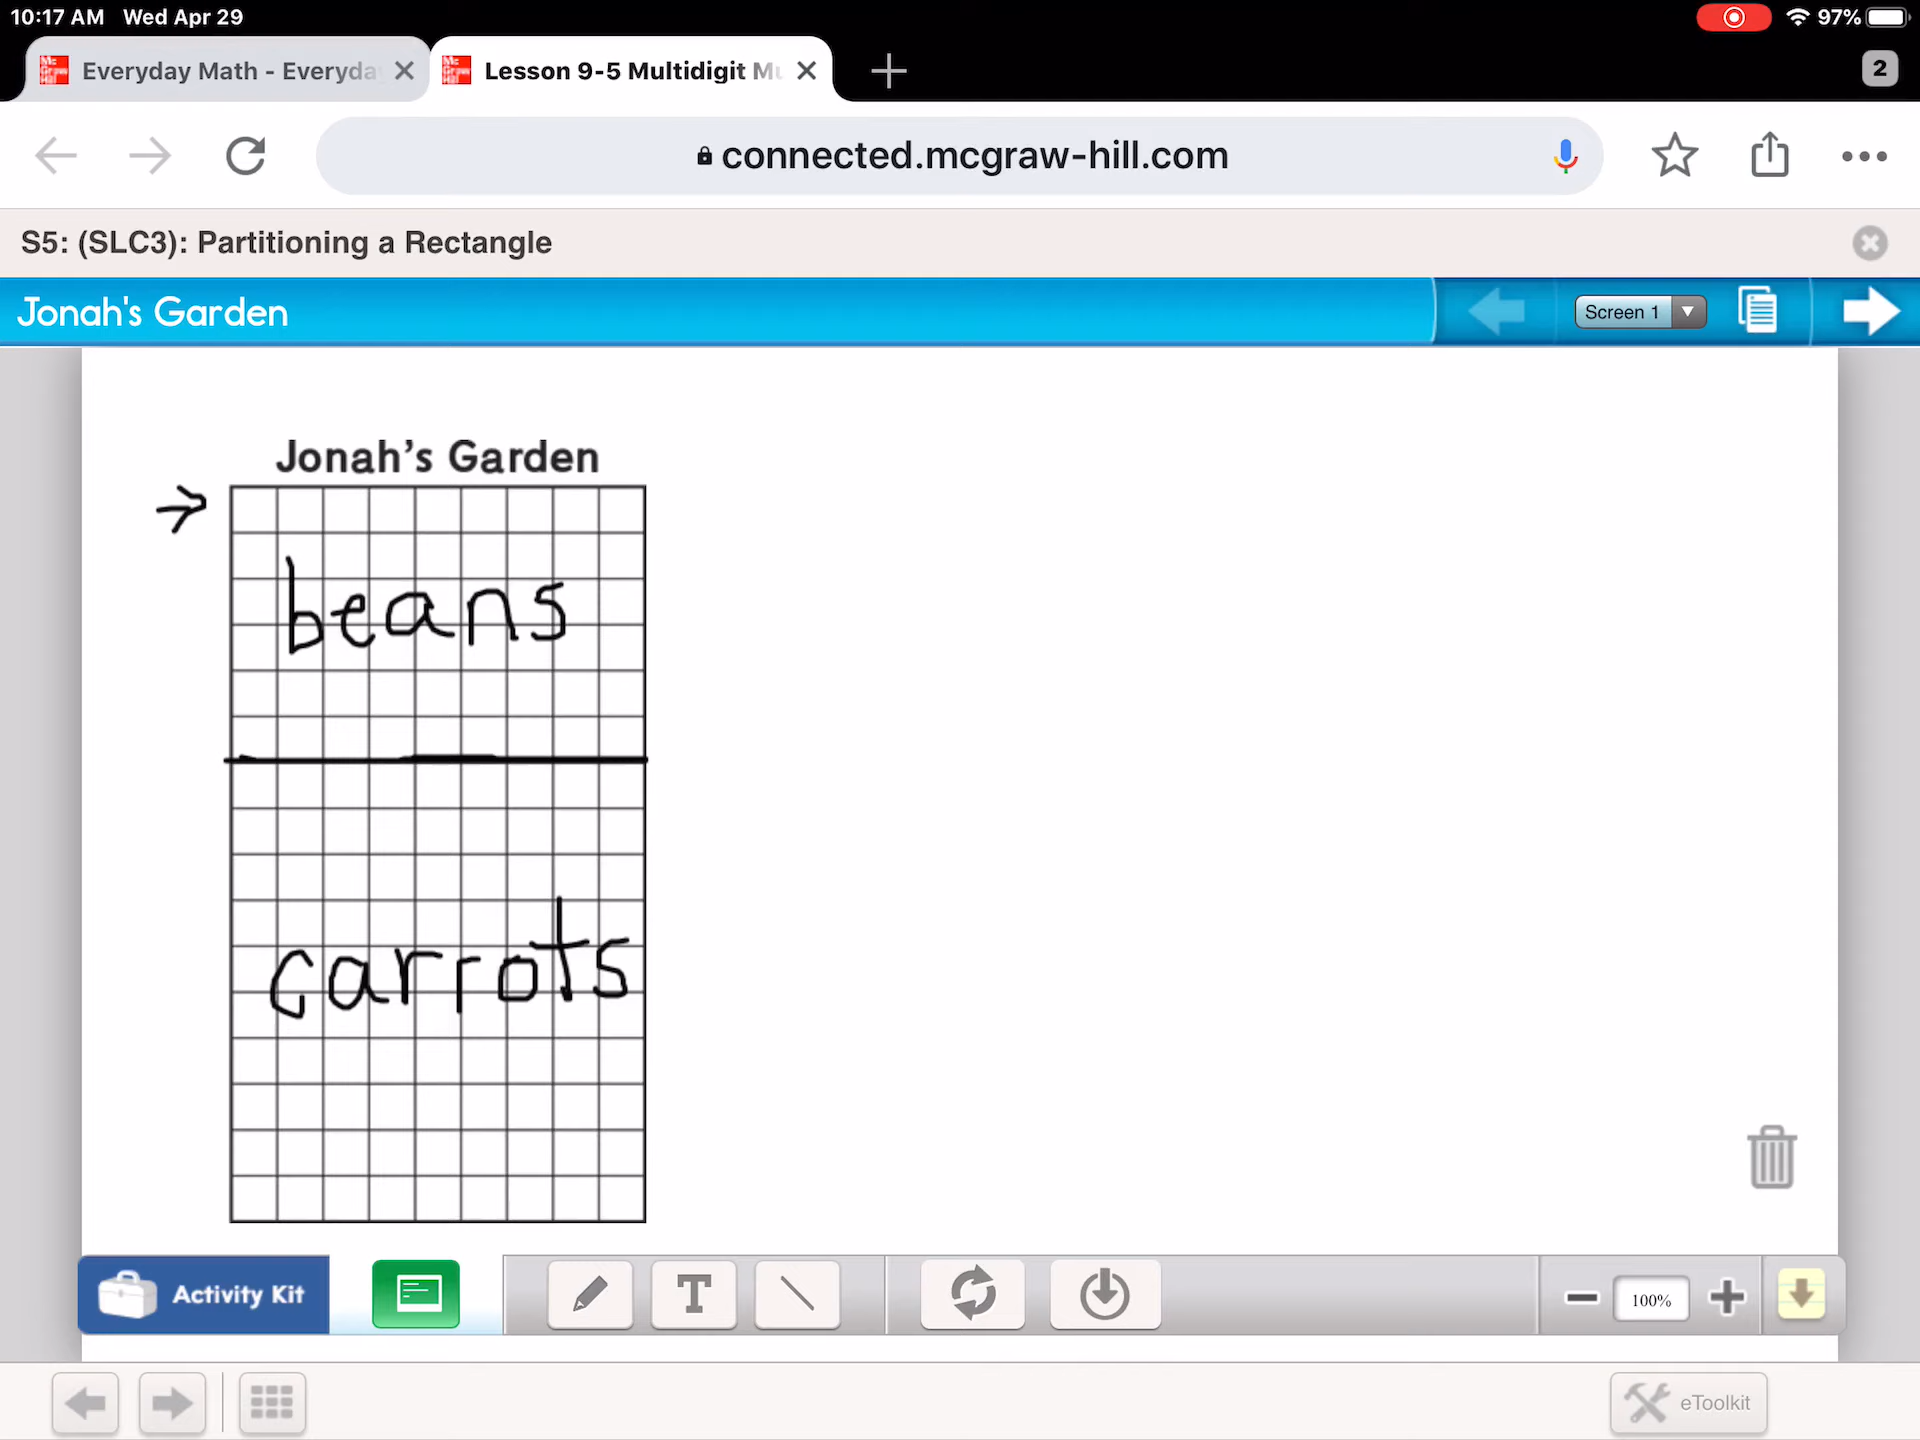 10:17 AM Wed Apr 29
97%
Everyday Math - Everyda
Lesson 9-5 Multidigit Mu
2
connected.mcgraw-hill.com
S5: (SLC3): Partitioning a Rectangle
Jonah's Garden
Screen 1
Jonah's Garden
beans
carrots
Activity Kit
T
100%
eToolkit